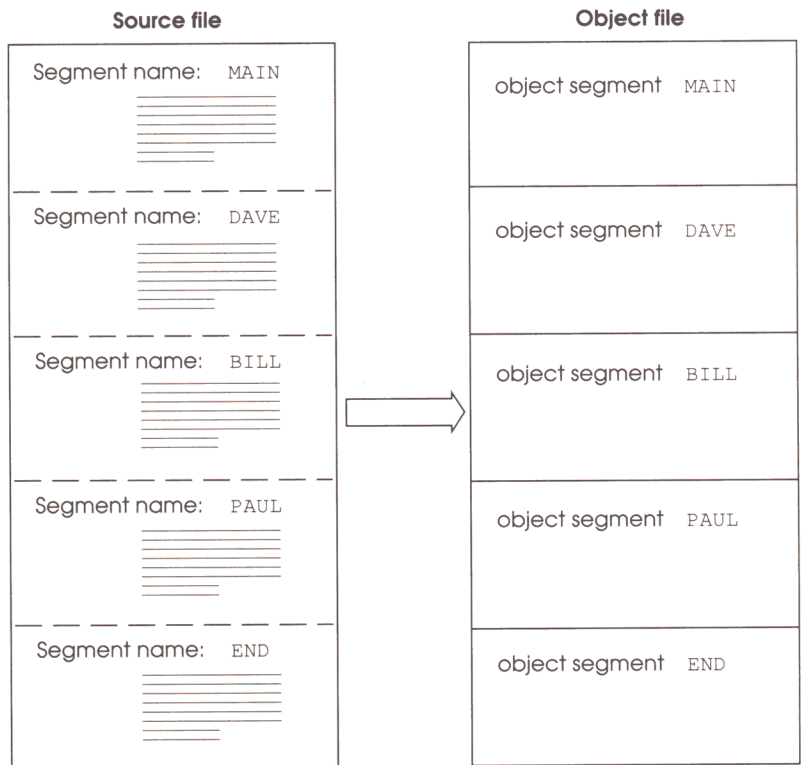 Source file
Segment name: MAIN
Segment name: DAVE
Segment name: BILL
Segment name: PAUL
Segment name: END
Object file
object segment MAIN
object segment DAVE
object segment BILL
object segment PAUL
object segment END